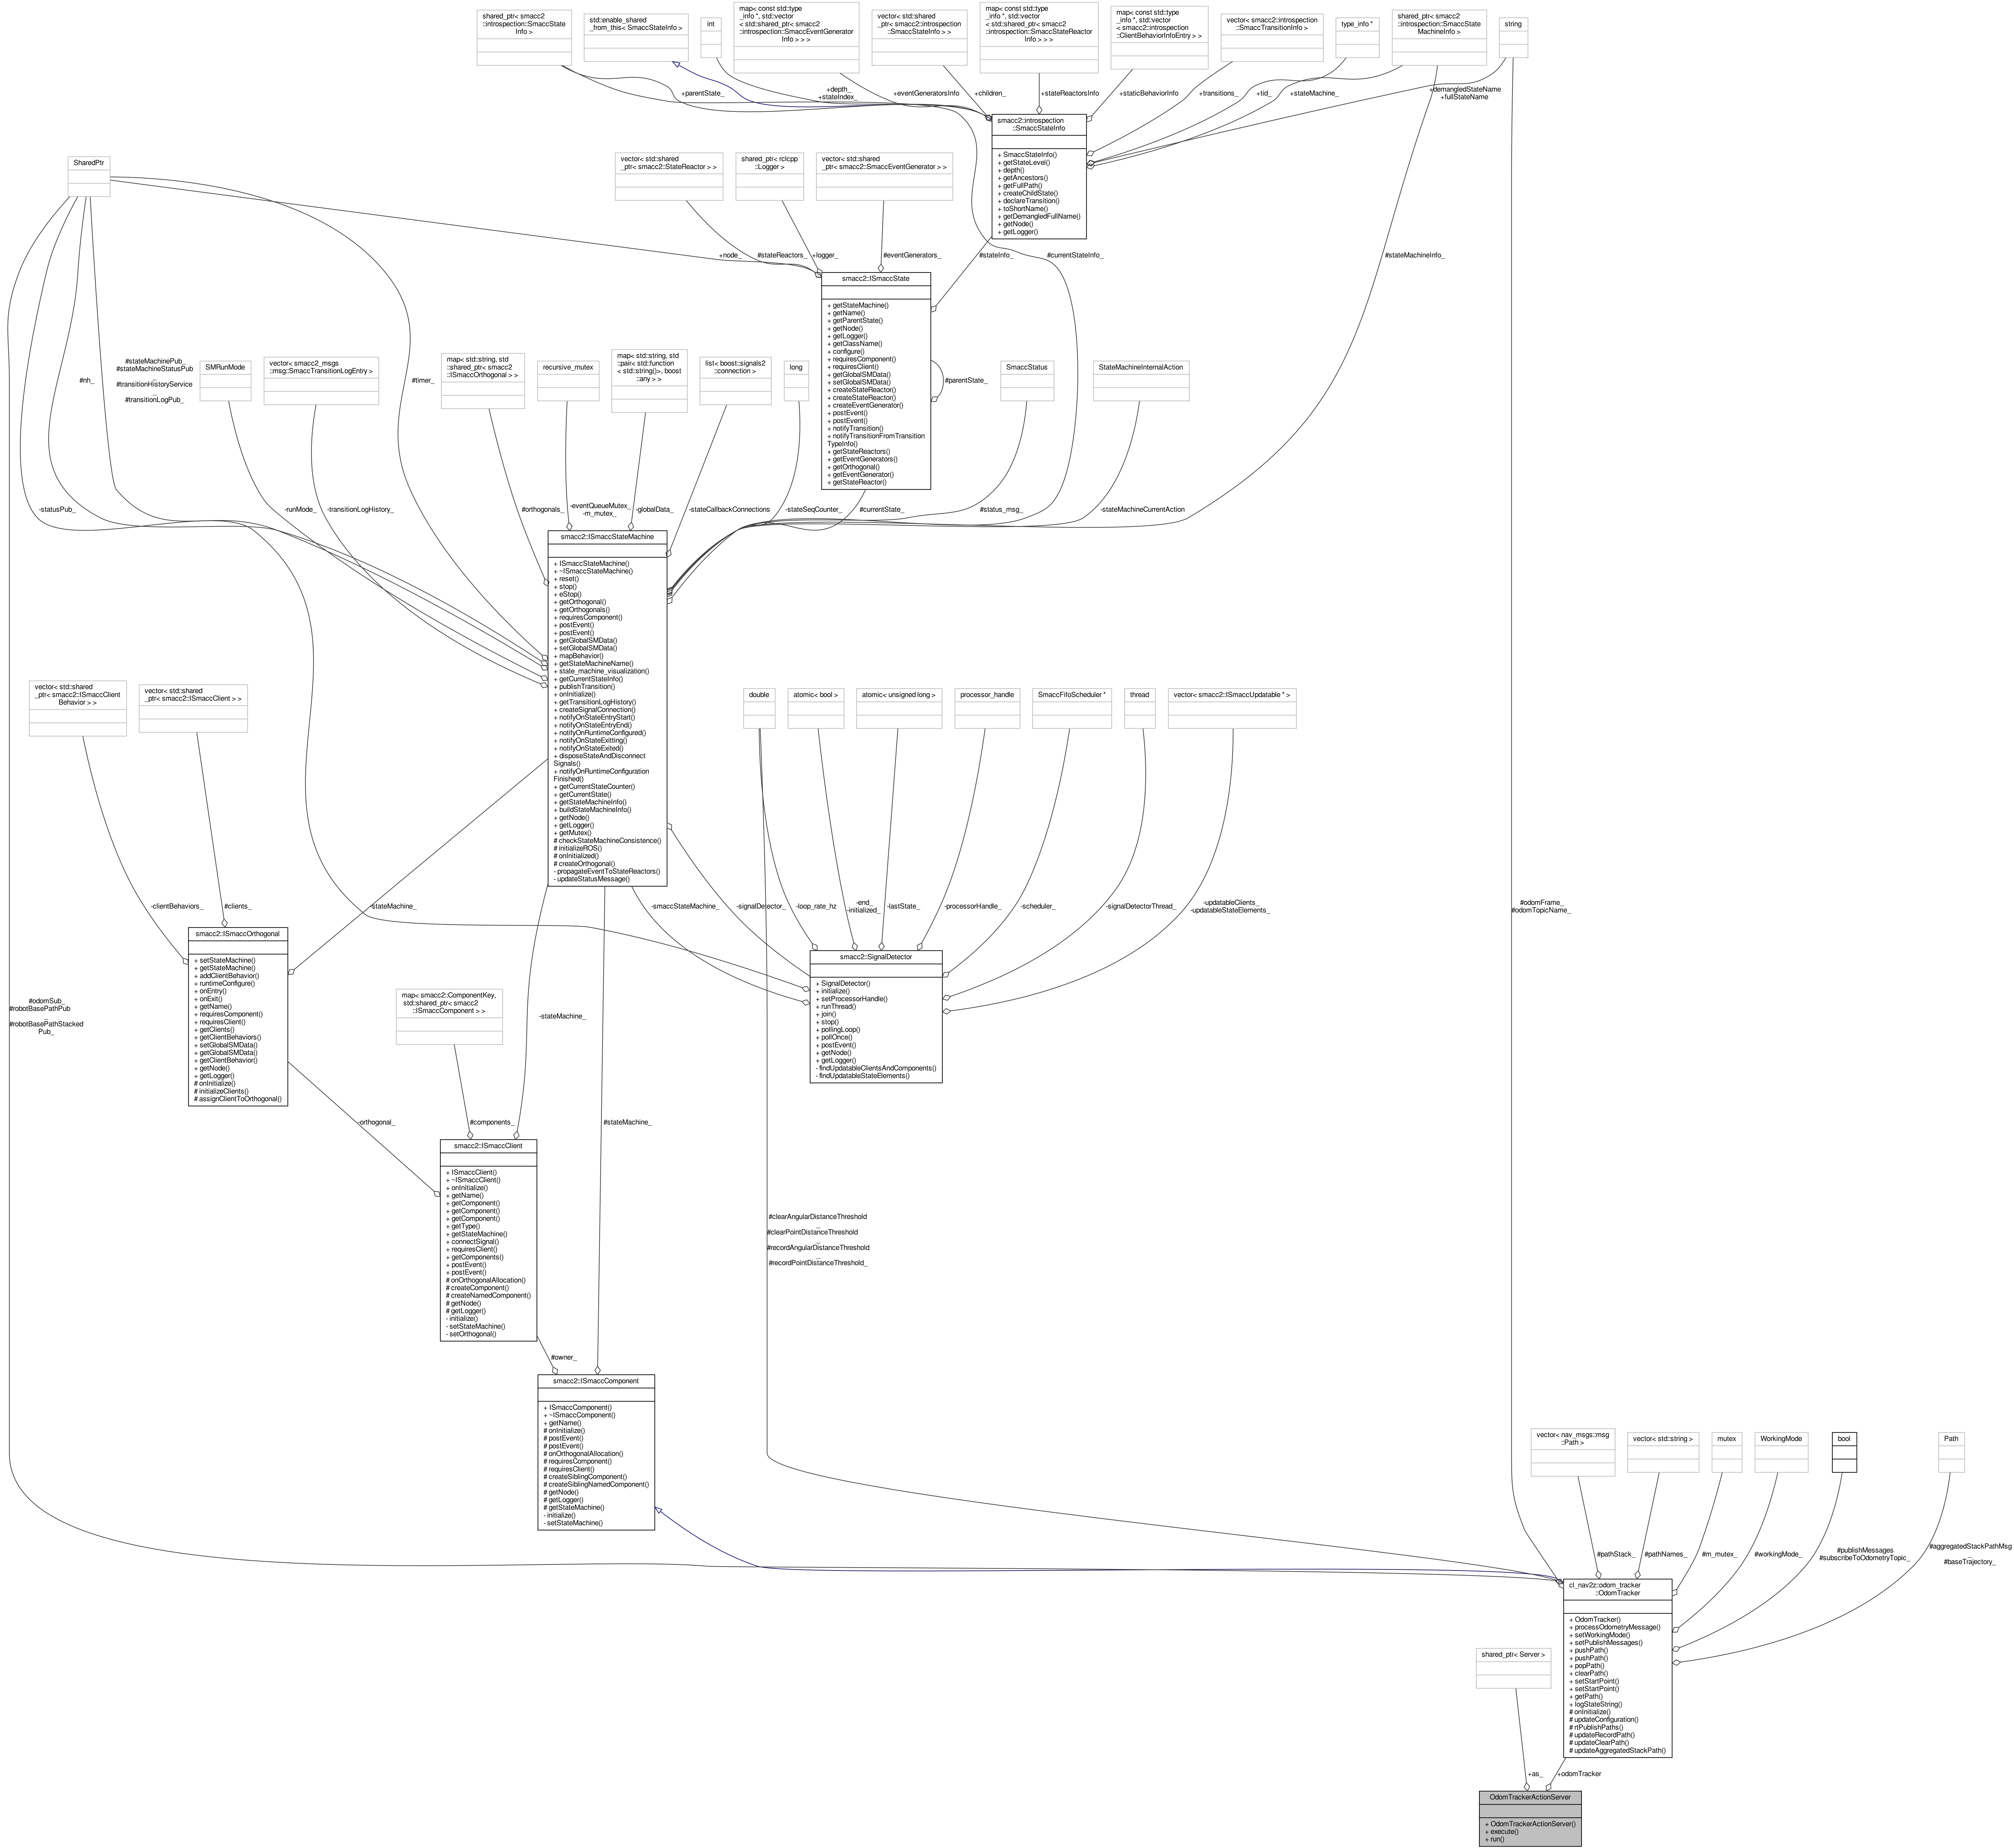 shared_ptr< smacc2
::introspection::SmaccState
Info >
std::enable_shared
_from_this< SmaccStateInfo >
int
map< const std::type
_info *, std::vector
< std::shared_ptr< smacc2
::introspection::SmaccEventGenerator
Info > > >
vector< std::shared
_ptr< smacc2::introspection
::SmaccStateInfo > >
map< const std::type
_info *, std::vector
< std::shared_ptr< smacc2
::introspection::SmaccStateReactor
Info > > >
map< const std::type
_info *, std::vector
< smacc2::introspection
::ClientBehaviorInfoEntry > >
vector< smacc2::introspection
::SmaccTransitionInfo >
type_info *
shared_ptr< smacc2
::introspection::SmaccState
MachineInfo >
string
+parentState_
+depth_
+stateIndex_
+eventGeneratorsInfo
+children_
+stateReactorsInfo
+staticBehaviorInfo
+transitions_
+tid_
+stateMachine_
+demangledStateName
+fullStateName
smacc2::introspection
::SmaccStateInfo
+ SmaccStateInfo()
+ getStateLevel()
+ depth()
+ getAncestors()
+ getFullPath()
+ createChildState()
+ declareTransition()
+ toShortName()
+ getDemangledFullName()
+ getNode()
+ getLogger()
SharedPtr
vector< std::shared
_ptr< smacc2::StateReactor > >
shared_ptr< rclcpp
::Logger >
vector< std::shared
_ptr< smacc2::SmaccEventGenerator > >
+node_
#stateReactors_
+logger_
#eventGenerators_
#stateInfo_
#currentStateInfo_
#stateMachineInfo_
smacc2::ISmaccState
+ getStateMachine()
+ getName()
+ getParentState()
+ getNode()
+ getLogger()
+ getClassName()
+ configure()
+ requiresComponent()
+ requiresClient()
+ getGlobalSMData()
+ setGlobalSMData()
+ createStateReactor()
+ createStateReactor()
+ createEventGenerator()
+ postEvent()
+ postEvent()
+ notifyTransition()
+ notifyTransitionFromTransition
TypeInfo()
+ getStateReactors()
+ getEventGenerators()
+ getOrthogonal()
+ getEventGenerator()
+ getStateReactor()
#parentState_
#nh_
#stateMachinePub_
#stateMachineStatusPub
_
#transitionHistoryService
_
#transitionLogPub_
SMRunMode
vector< smacc2_msgs
::msg::SmaccTransitionLogEntry >
#timer_
map< std::string, std
::shared_ptr< smacc2
::ISmaccOrthogonal > >
recursive_mutex
map< std::string, std
::pair< std::function
< std::string()>, boost
::any > >
list< boost::signals2
::connection >
long
SmaccStatus
StateMachineInternalAction
-statusPub_
-runMode_
-transitionLogHistory_
#orthogonals_
-eventQueueMutex_
-m_mutex_
-globalData_
-stateCallbackConnections
-stateSeqCounter_
#currentState_
#status_msg_
-stateMachineCurrentAction
smacc2::ISmaccStateMachine
+ ISmaccStateMachine()
+ ~ISmaccStateMachine()
+ reset()
+ stop()
+ eStop()
+ getOrthogonal()
+ getOrthogonals()
+ requiresComponent()
+ postEvent()
+ postEvent()
+ getGlobalSMData()
+ setGlobalSMData()
+ mapBehavior()
+ getStateMachineName()
+ state_machine_visualization()
+ getCurrentStateInfo()
+ publishTransition()
+ onInitialize()
+ getTransitionLogHistory()
+ createSignalConnection()
+ notifyOnStateEntryStart()
+ notifyOnStateEntryEnd()
+ notifyOnRuntimeConfigured()
+ notifyOnStateExitting()
+ notifyOnStateExited()
+ disposeStateAndDisconnect
Signals()
+ notifyOnRuntimeConfiguration
Finished()
+ getCurrentStateCounter()
+ getCurrentState()
+ getStateMachineInfo()
+ buildStateMachineInfo()
+ getNode()
+ getLogger()
+ getMutex()
# checkStateMachineConsistence()
# initializeROS()
# onInitialized()
# createOrthogonal()
- propagateEventToStateReactors()
- updateStatusMessage()
vector< std::shared
_ptr< smacc2::ISmaccClient
Behavior > >
vector< std::shared
_ptr< smacc2::ISmaccClient > >
double
atomic< bool >
atomic< unsigned long >
processor_handle
SmaccFifoScheduler *
thread
vector< smacc2::ISmaccUpdatable * >
-clientBehaviors_
#clients_
-stateMachine_
-smaccStateMachine_
-signalDetector_
-loop_rate_hz
-end_
-initialized_
-lastState_
-processorHandle_
-scheduler_
-signalDetectorThread_
-updatableClients_
-updatableStateElements_
#odomFrame_
#odomTopicName_
smacc2::ISmaccOrthogonal
+ setStateMachine()
+ getStateMachine()
+ addClientBehavior()
+ runtimeConfigure()
+ onEntry()
+ onExit()
+ getName()
+ requiresComponent()
+ requiresClient()
+ getClients()
+ getClientBehaviors()
+ setGlobalSMData()
+ getGlobalSMData()
+ getClientBehavior()
+ getNode()
+ getLogger()
# onInitialize()
# initializeClients()
# assignClientToOrthogonal()
smacc2::SignalDetector
+ SignalDetector()
+ initialize()
+ setProcessorHandle()
+ runThread()
+ join()
+ stop()
+ pollingLoop()
+ pollOnce()
+ postEvent()
+ getNode()
+ getLogger()
- findUpdatableClientsAndComponents()
- findUpdatableStateElements()
#odomSub_
#robotBasePathPub
_
#robotBasePathStacked
Pub_
map< smacc2::ComponentKey,
std::shared_ptr< smacc2
::ISmaccComponent > >
-stateMachine_
-orthogonal_
#components_
#stateMachine_
smacc2::ISmaccClient
+ ISmaccClient()
+ ~ISmaccClient()
+ onInitialize()
+ getName()
+ getComponent()
+ getComponent()
+ getComponent()
+ getType()
+ getStateMachine()
+ connectSignal()
+ requiresClient()
+ getComponents()
+ postEvent()
+ postEvent()
# onOrthogonalAllocation()
# createComponent()
# createNamedComponent()
# getNode()
# getLogger()
- initialize()
- setStateMachine()
- setOrthogonal()
#clearAngularDistanceThreshold
_
#clearPointDistanceThreshold
_
#recordAngularDistanceThreshold
_
#recordPointDistanceThreshold_
#owner_
smacc2::ISmaccComponent
+ ISmaccComponent()
+ ~ISmaccComponent()
+ getName()
# onInitialize()
# postEvent()
# postEvent()
# onOrthogonalAllocation()
# requiresComponent()
# requiresClient()
# createSiblingComponent()
# createSiblingNamedComponent()
# getNode()
# getLogger()
# getStateMachine()
- initialize()
- setStateMachine()
vector< nav_msgs::msg
::Path >
vector< std::string >
mutex
WorkingMode
bool
Path
#pathStack_
#pathNames_
#m_mutex_
#workingMode_
#publishMessages
#subscribeToOdometryTopic_
#aggregatedStackPathMsg
_
#baseTrajectory_
cl_nav2z::odom_tracker
::OdomTracker
+ OdomTracker()
+ processOdometryMessage()
+ setWorkingMode()
+ setPublishMessages()
+ pushPath()
+ pushPath()
+ popPath()
+ clearPath()
+ setStartPoint()
+ setStartPoint()
+ getPath()
+ logStateString()
# onInitialize()
# updateConfiguration()
# rtPublishPaths()
# updateRecordPath()
# updateClearPath()
# updateAggregatedStackPath()
shared_ptr< Server >
+as_
+odomTracker
OdomTrackerActionServer
+ OdomTrackerActionServer()
+ execute()
+ run()